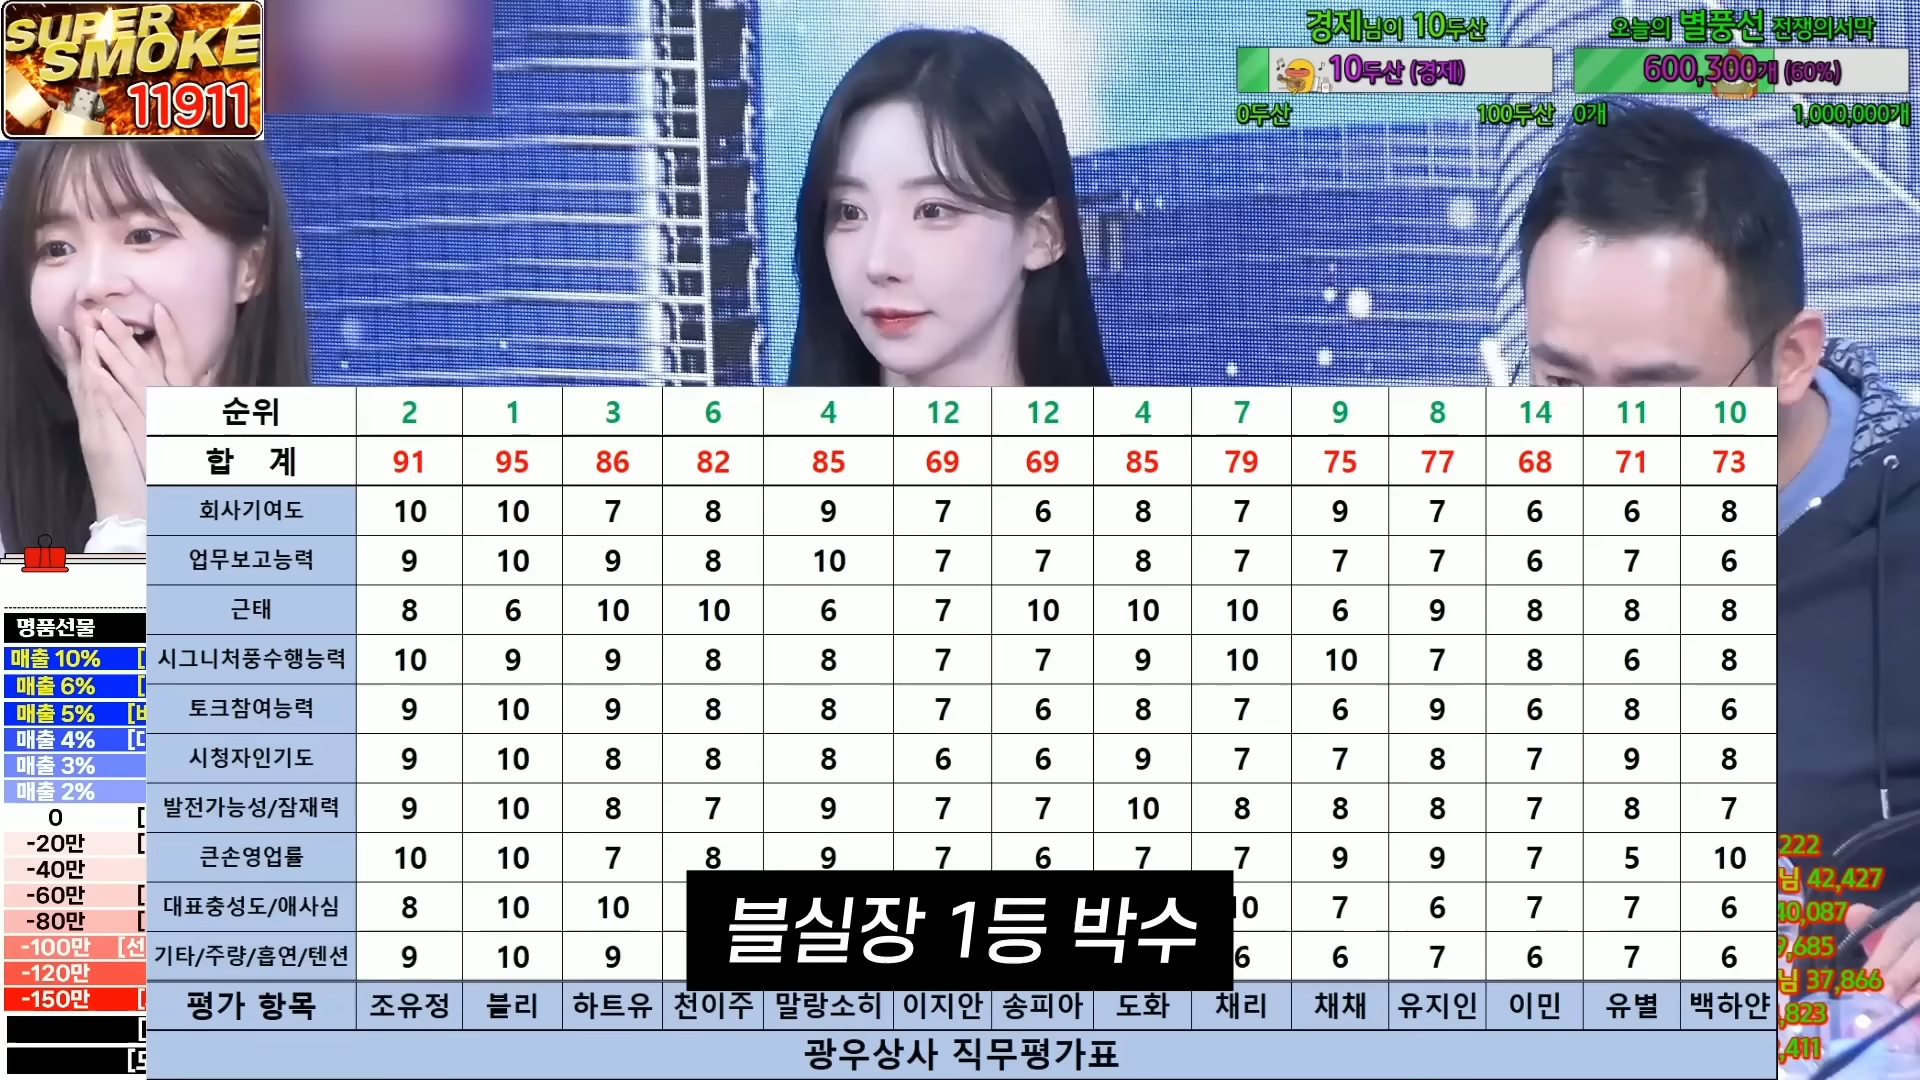 SUPER
SMOKE
11911
경제님이 10두산
10두산 (경제)
0두산 100두산
오늘의 별풍선 전쟁의서막
600,300개 (60%)
0개 1,000,000개
순위 2 1 3 6 4 12 12 4 7 9 8 14 11 10
합 계 91 95 86 82 85 69 69 85 79 75 77 68 71 73
회사기여도 10 10 7 8 9 7 6 8 7 9 7 6 6 8
업무보고능력 9 10 9 8 10 7 7 8 7 7 7 6 7 6
근태 8 6 10 10 6 7 10 10 10 6 9 8 8 8
시그니처풍수행능력 10 9 9 8 8 7 7 9 10 10 7 8 6 8
토크참여능력 9 10 9 8 8 7 6 8 7 6 9 6 8 6
시청자인기도 9 10 8 8 8 6 6 9 7 7 8 7 9 8
발전가능성/잠재력 9 10 8 7 9 7 7 10 8 8 8 7 8 7
큰손영업률 10 10 7 8 9 7 6 7 7 9 9 7 5 10
대표충성도/애사심 8 10 10 10 7 6 7 7 6
기타/주량/흡연/텐션 9 10 9 6 6 7 6 7 6
평가 항목 조유정 블리 하트유 천이주 말랑소히 이지안 송피아 도화 채리 채채 유지인 이민 유별 백하얀
광우상사 직무평가표
블실장 1등 박수
명품선물
매출 10% [
매출 6% [
매출 5% [
매출 4% [
매출 3%
매출 2%
0 [
-20만 [
-40만
-60만 [
-80만 [
-100만 [선
-120만
-150만 [
222
님 42,427
40,087
9,685
님 37,866
,823
,411